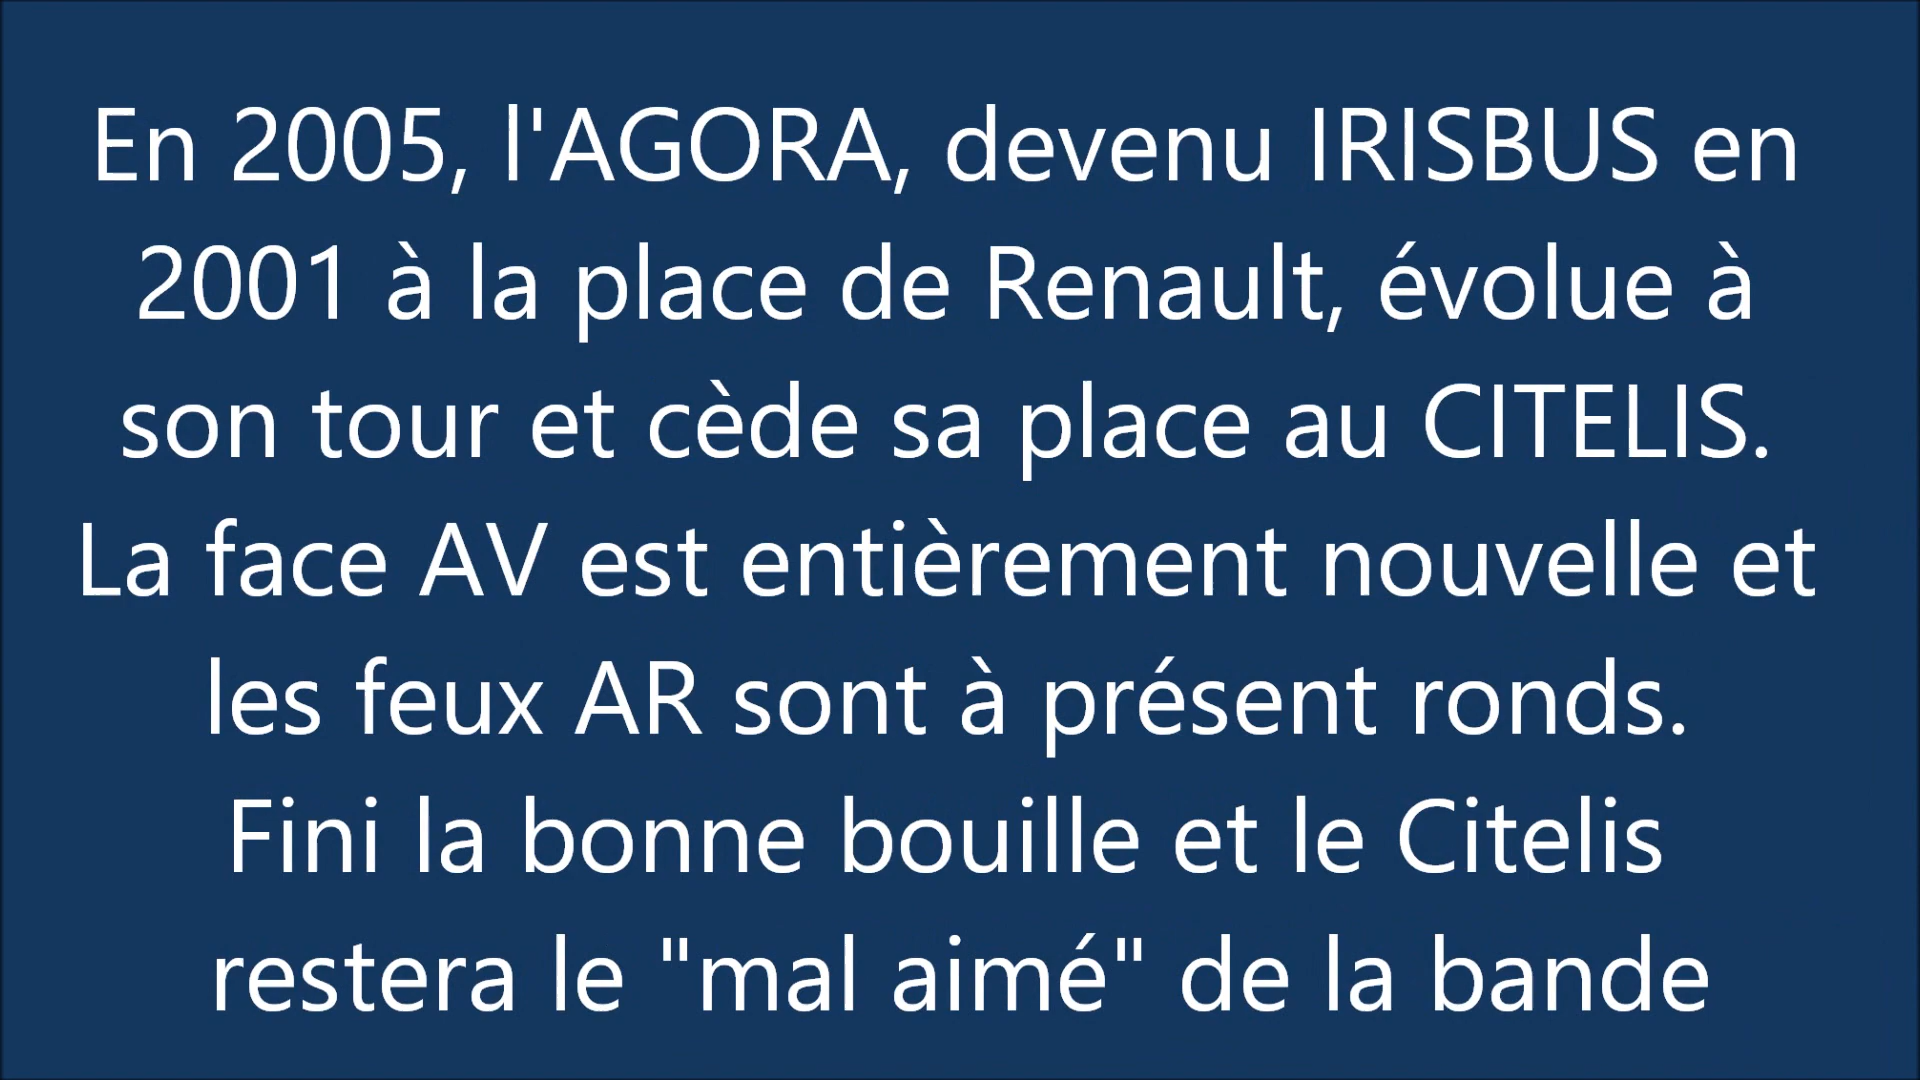 En 2005, l'AGORA, devenu IRISBUS en
2001 à la place de Renault, évolue à
son tour et cède sa place au CITELIS.
La face AV est entièrement nouvelle et
les feux AR sont à présent ronds.
Fini la bonne bouille et le Citelis
restera le "mal aimé" de la bande